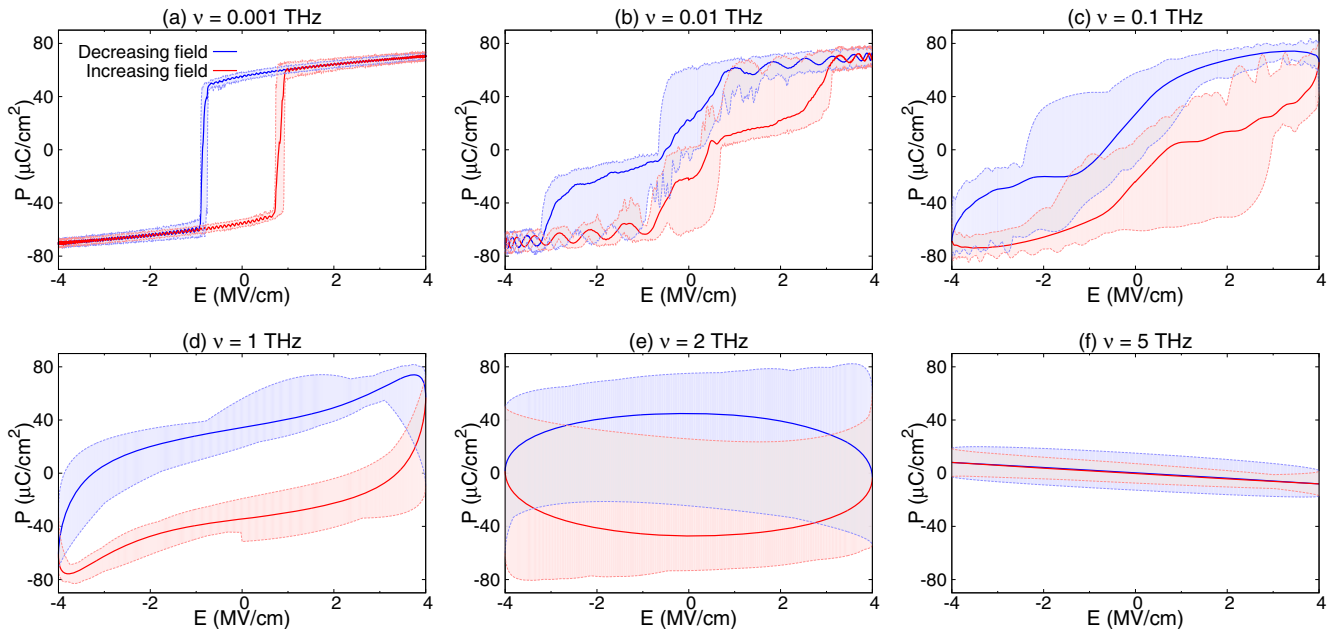 (a) ν = 0.001 THz
(b) ν = 0.01 THz
(c) ν = 0.1 THz
80
40
0
-40
-80
P (μC/cm²)
Decreasing field
Increasing field
-4 -2 0 2 4
E (MV/cm)
80
40
0
-40
-80
P (μC/cm²)
-4 -2 0 2 4
E (MV/cm)
80
40
0
-40
-80
P (μC/cm²)
-4 -2 0 2 4
E (MV/cm)
(d) ν = 1 THz
(e) ν = 2 THz
(f) ν = 5 THz
80
40
0
-40
-80
P (μC/cm²)
-4 -2 0 2 4
E (MV/cm)
80
40
0
-40
-80
P (μC/cm²)
-4 -2 0 2 4
E (MV/cm)
80
40
0
-40
-80
P (μC/cm²)
-4 -2 0 2 4
E (MV/cm)